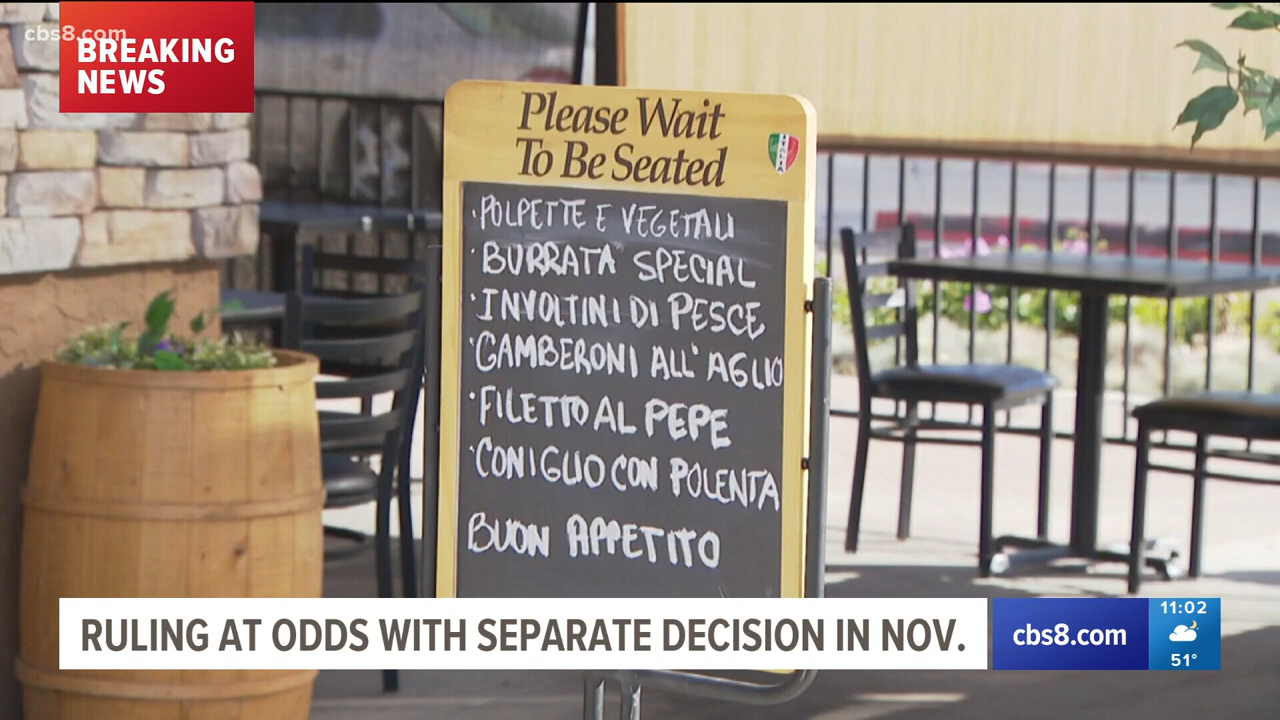 cbs8.com
BREAKING
NEWS
Please Wait
To Be Seated
ITALIA
·POLPETTE E VEGETALI
·BURRATA SPECIAL
·INVOLTINI DI PESCE
·GAMBERONI ALL' AGLIO
·FILETTO AL PEPE
·CONIGLIO CON POLENTA
BUON APPETITO
RULING AT ODDS WITH SEPARATE DECISION IN NOV.
cbs8.com
11:02
51°